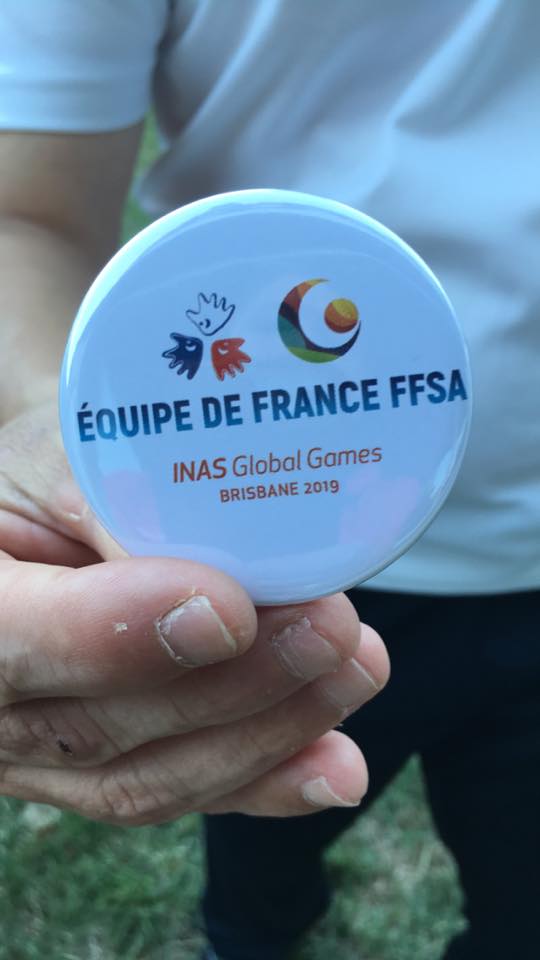 ÉQUIPE DE FRANCE FFSA
INAS Global Games
BRISBANE 2019